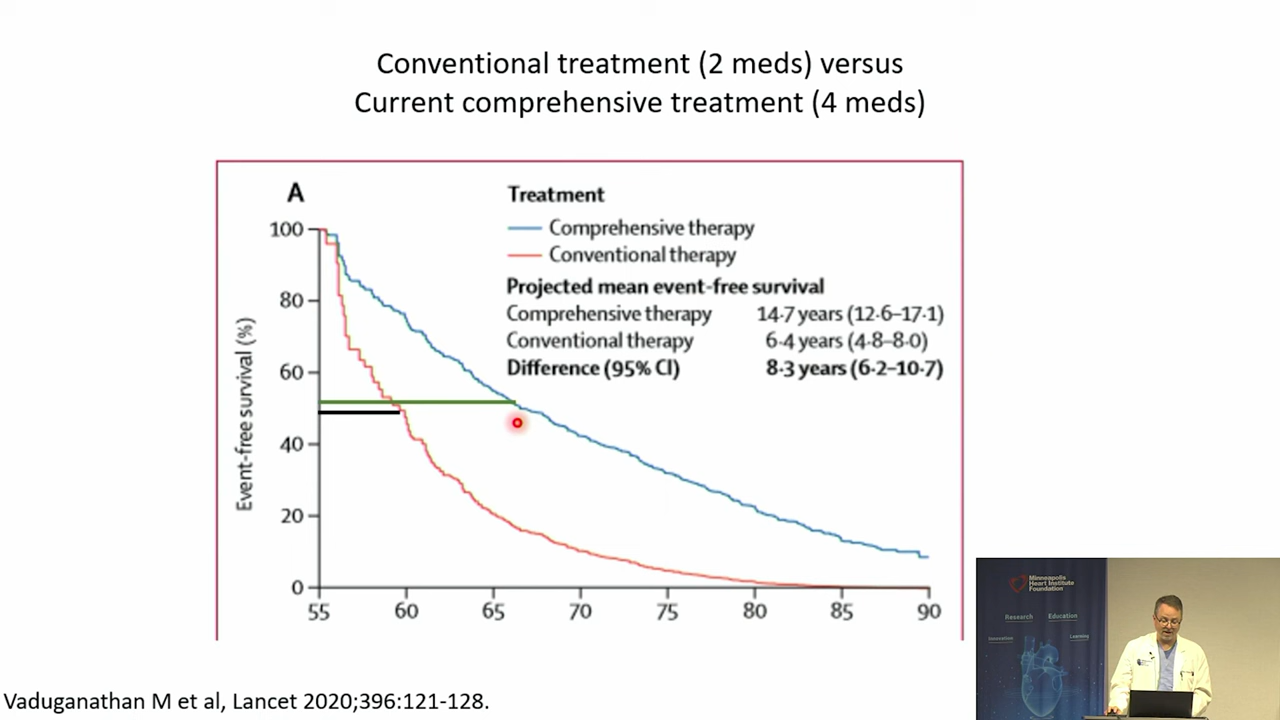 Conventional treatment (2 meds) versus
Current comprehensive treatment (4 meds)
A
Treatment
Comprehensive therapy
Conventional therapy
Projected mean event-free survival
Comprehensive therapy 14·7 years (12·6–17·1)
Conventional therapy 6·4 years (4·8–8·0)
Difference (95% CI) 8·3 years (6·2–10·7)
Event-free survival (%)
100
80
60
40
20
0
55 60 65 70 75 80 85 90
Vaduganathan M et al, Lancet 2020;396:121-128.
Minneapolis
Heart Institute
Foundation
Research Education
Innovation Learning